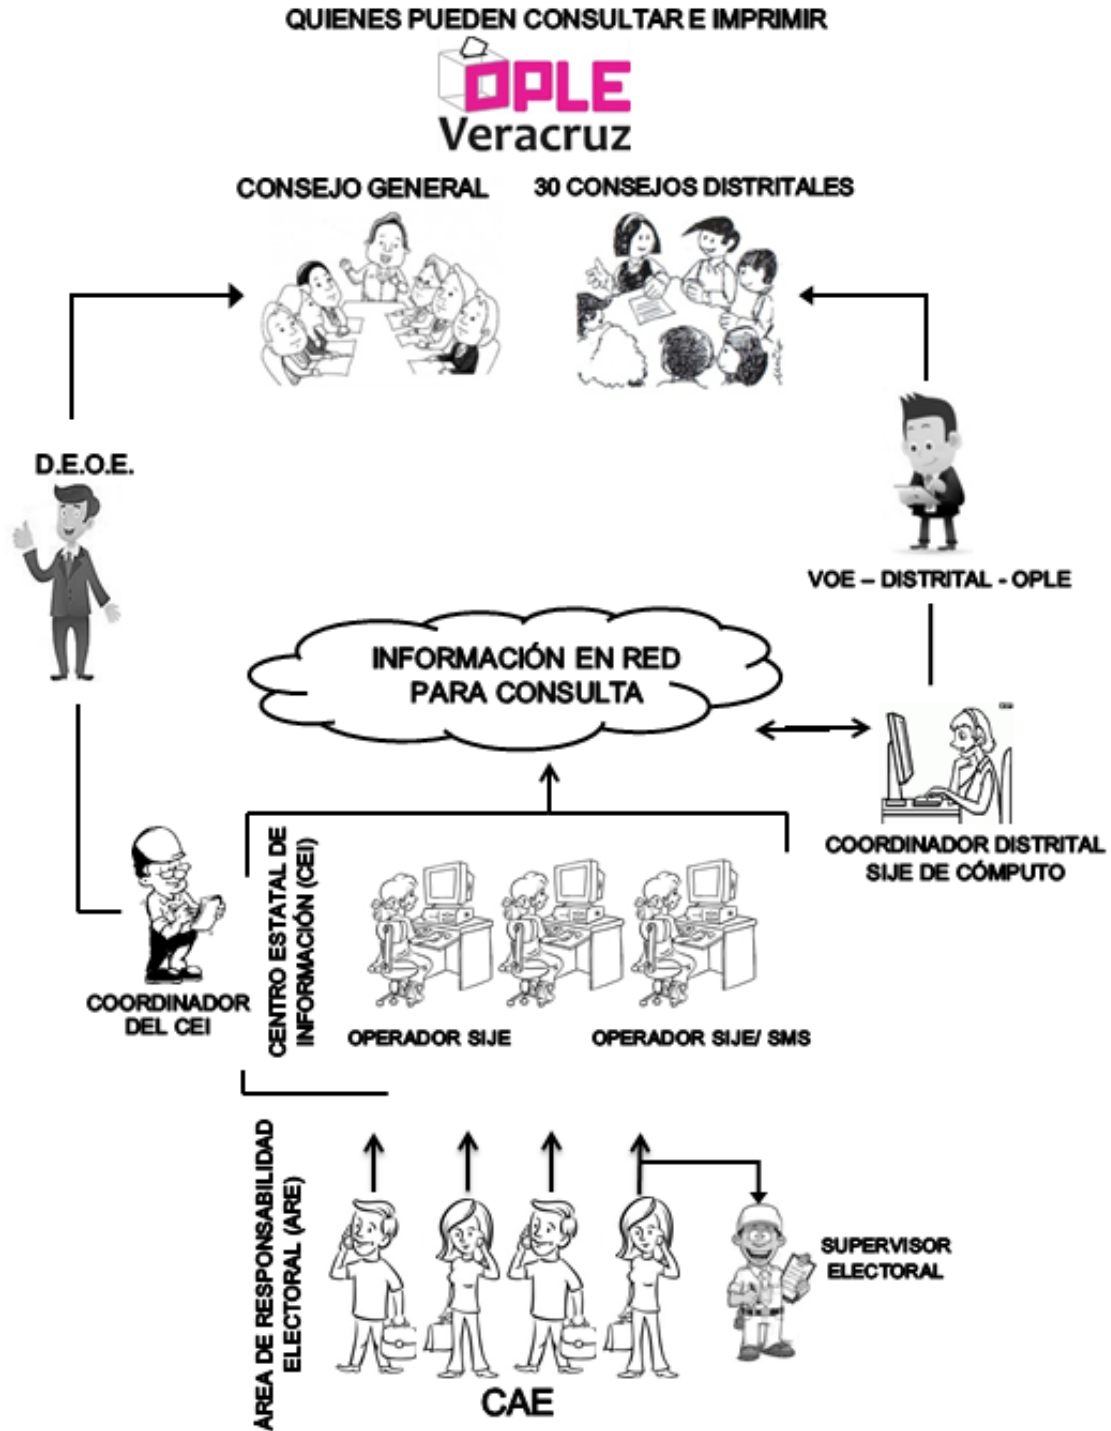 QUIENES PUEDEN CONSULTAR E IMPRIMIR
OPLE
Veracruz
CONSEJO GENERAL
30 CONSEJOS DISTRITALES
D.E.O.E.
VOE – DISTRITAL - OPLE
INFORMACIÓN EN RED
PARA CONSULTA
COORDINADOR DISTRITAL
SIJE DE CÓMPUTO
CENTRO ESTATAL DE
INFORMACIÓN (CEI)
COORDINADOR
DEL CEI
OPERADOR SIJE
OPERADOR SIJE/ SMS
ÁREA DE RESPONSABILIDAD
ELECTORAL (ARE)
SUPERVISOR
ELECTORAL
CAE